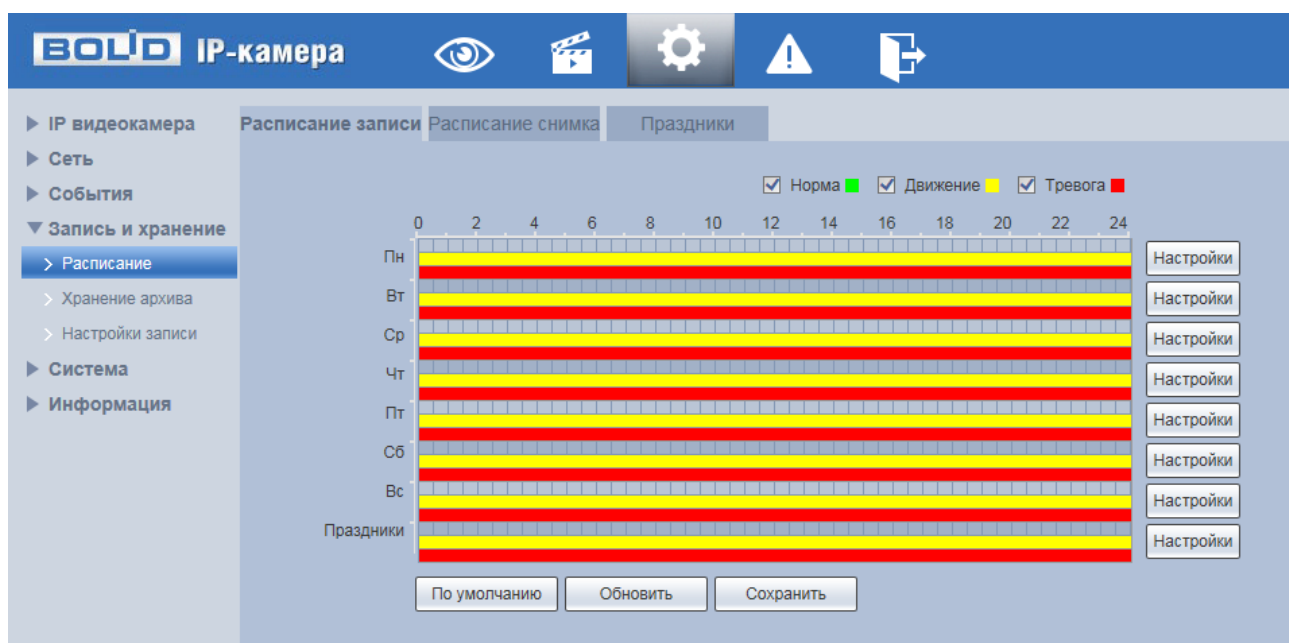 BOLID IP-камера
IP видеокамера
Сеть
События
Запись и хранение
Расписание
Хранение архива
Настройки записи
Система
Информация
Расписание записи Расписание снимка Праздники
Норма Движение Тревога
0 2 4 6 8 10 12 14 16 18 20 22 24
Пн Настройки
Вт Настройки
Ср Настройки
Чт Настройки
Пт Настройки
Сб Настройки
Вс Настройки
Праздники Настройки
По умолчанию Обновить Сохранить